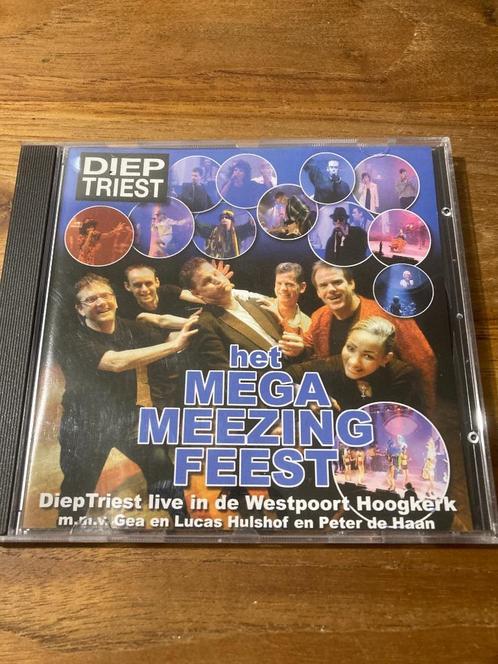 DIEP
TRIEST
het
MEGA
MEEZING
FEEST
DiepTriest live in de Westpoort Hoogkerk
m.m.v. Gea en Lucas Hulshof en Peter de Haan